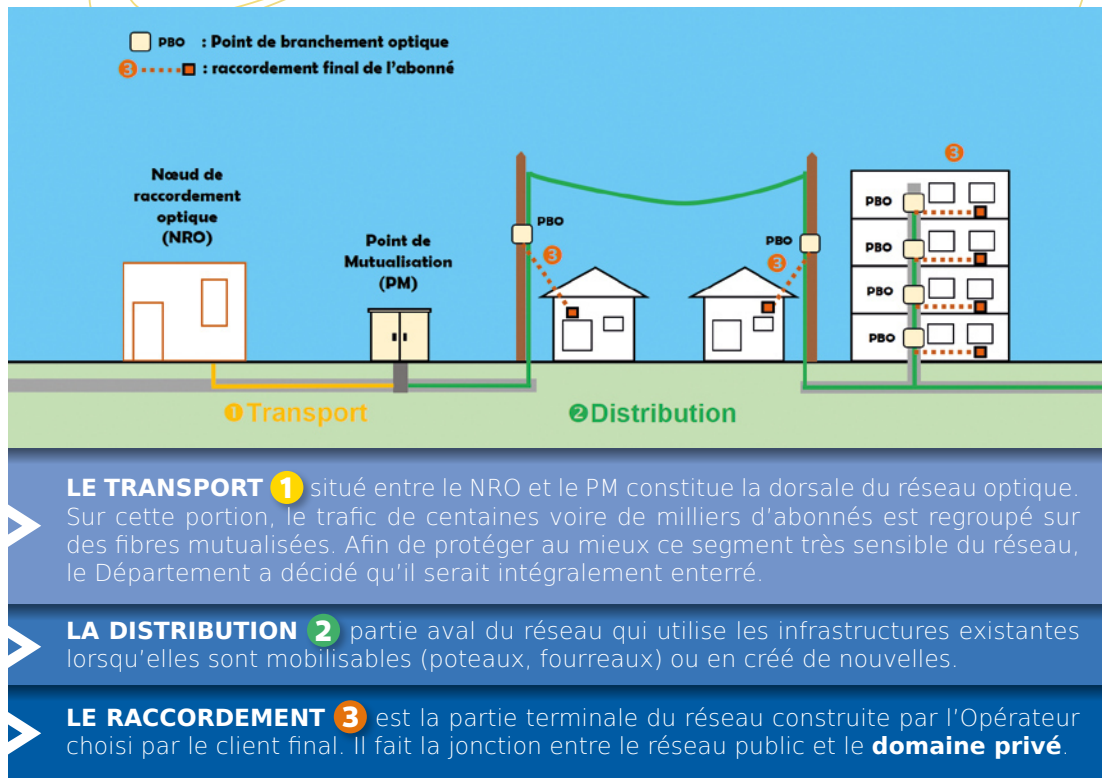 PBO : Point de branchement optique
3 : raccordement final de l'abonné
3
Nœud de
raccordement
optique
(NRO)
Point de
Mutualisation
(PM)
PBO
3
PBO
3
PBO
PBO
PBO
PBO
1 Transport
2 Distribution
LE TRANSPORT 1 situé entre le NRO et le PM constitue la dorsale du réseau optique.
Sur cette portion, le trafic de centaines voire de milliers d'abonnés est regroupé sur
des fibres mutualisées. Afin de protéger au mieux ce segment très sensible du réseau,
le Département a décidé qu'il serait intégralement enterré.
LA DISTRIBUTION 2 partie aval du réseau qui utilise les infrastructures existantes
lorsqu'elles sont mobilisables (poteaux, fourreaux) ou en créé de nouvelles.
LE RACCORDEMENT 3 est la partie terminale du réseau construite par l'Opérateur
choisi par le client final. Il fait la jonction entre le réseau public et le domaine privé.